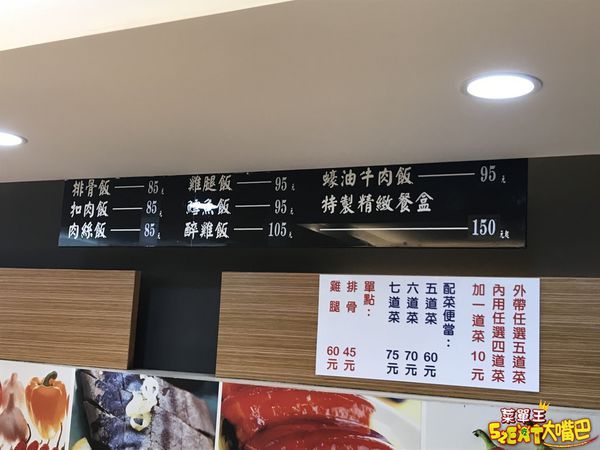 排骨飯 85元
扣肉飯 85元
肉絲飯 85元
雞腿飯 95元
魚飯 95元
醉雞飯 105元
蠔油牛肉飯 95元
特製精緻餐盒
150元起
外帶任選五道菜
內用任選四道菜
加一道菜 10元
配菜便當：
五道菜 60元
六道菜 70元
七道菜 75元
單點：
排骨 45元
雞腿 60元
菜單王
SZEXT大嘴巴